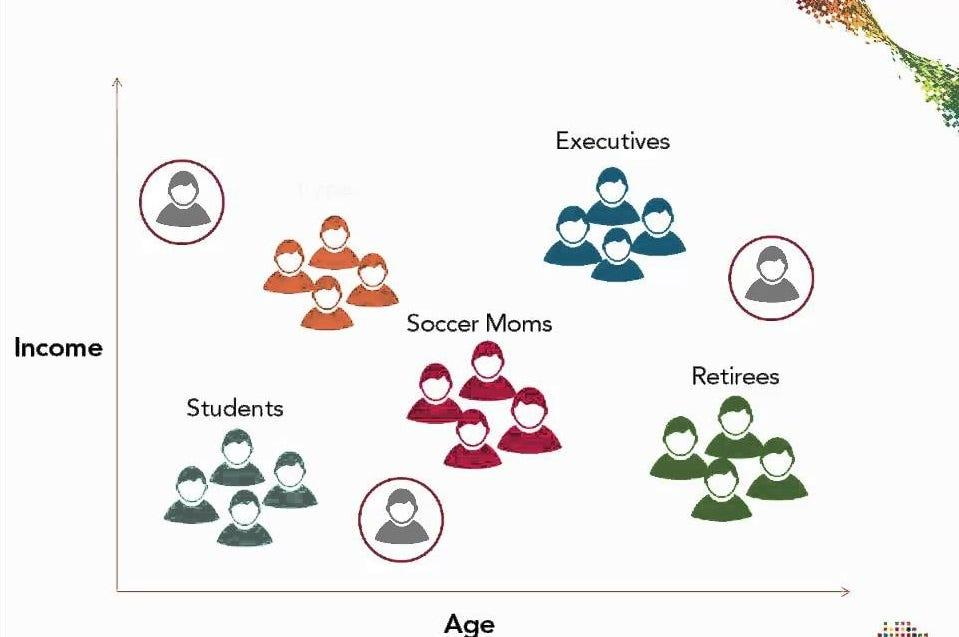 Executives
Soccer Moms
Income
Retirees
Students
Age